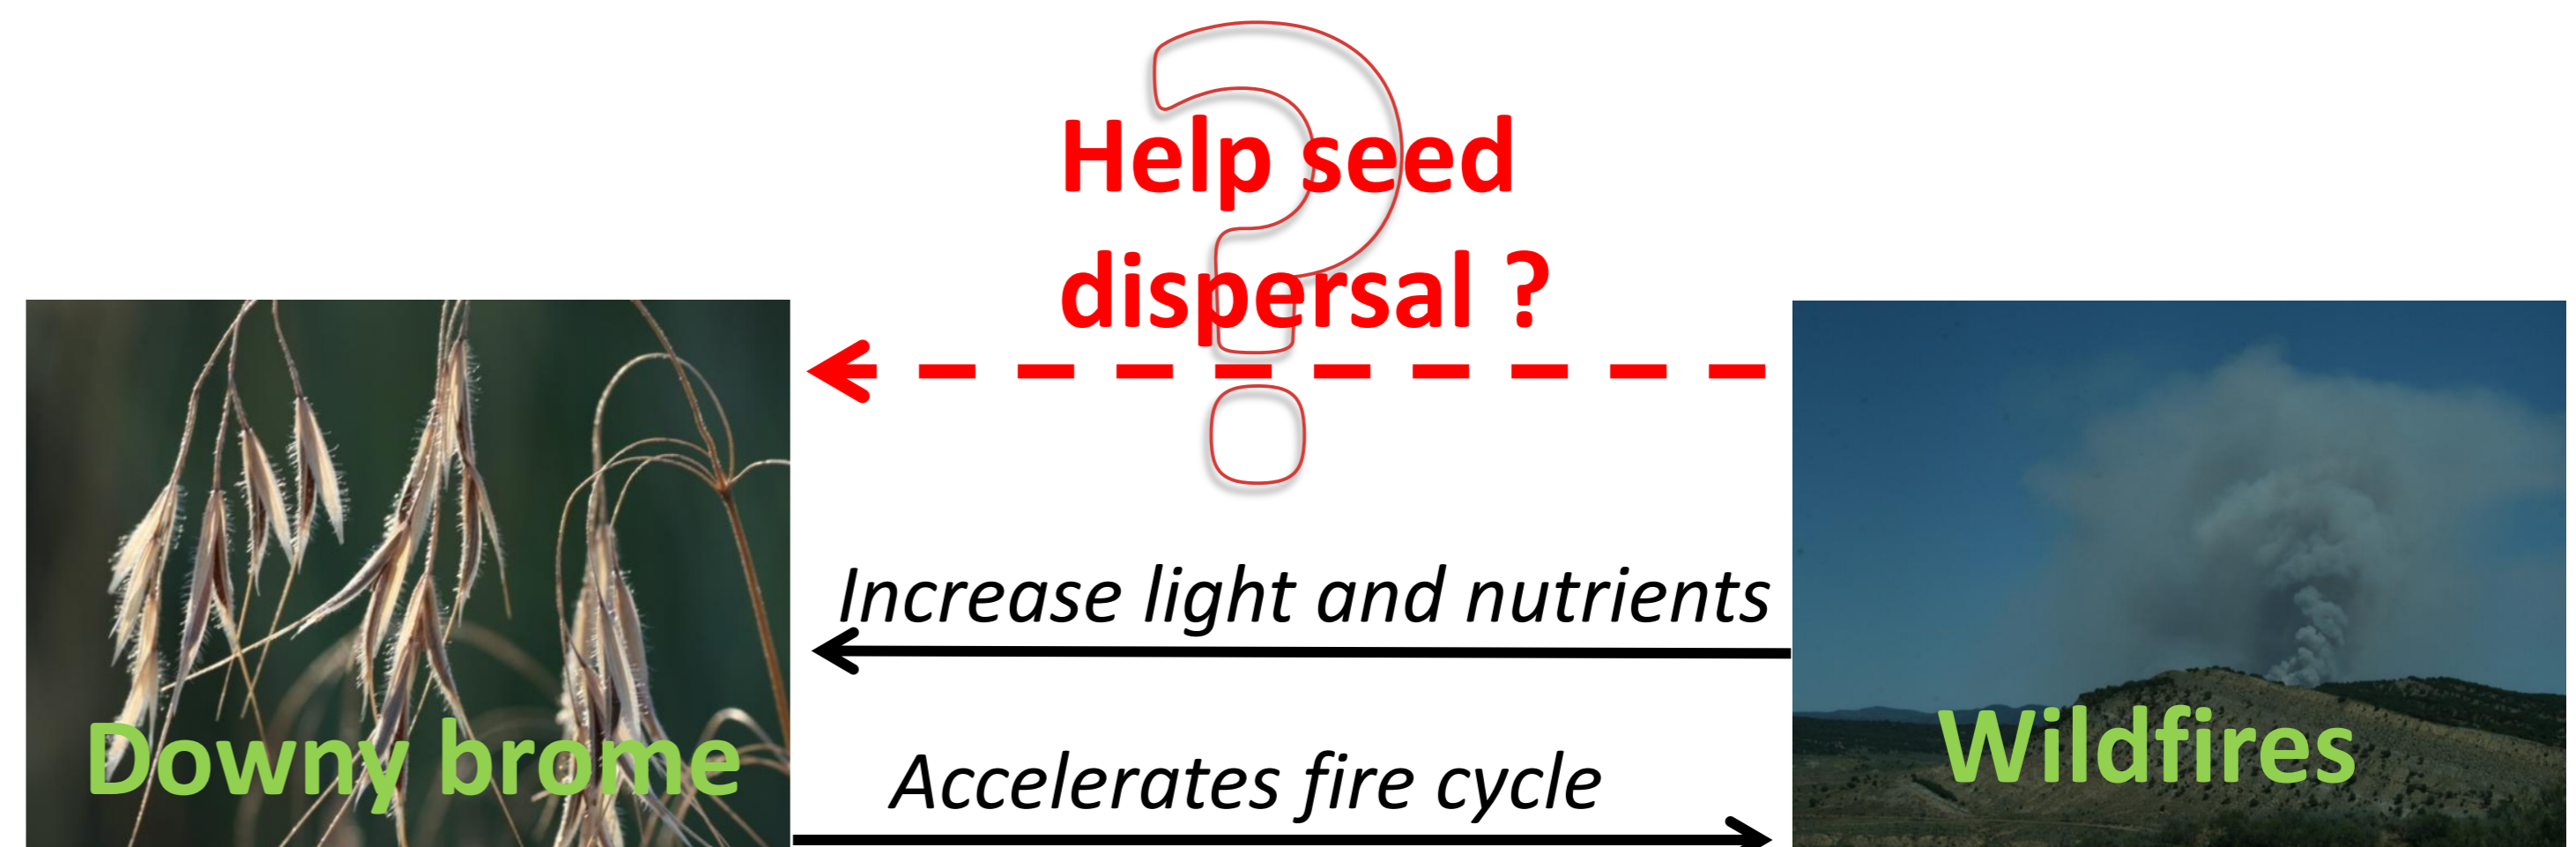 Help seed
dispersal ?
Increase light and nutrients
Accelerates fire cycle
Downy brome
Wildfires